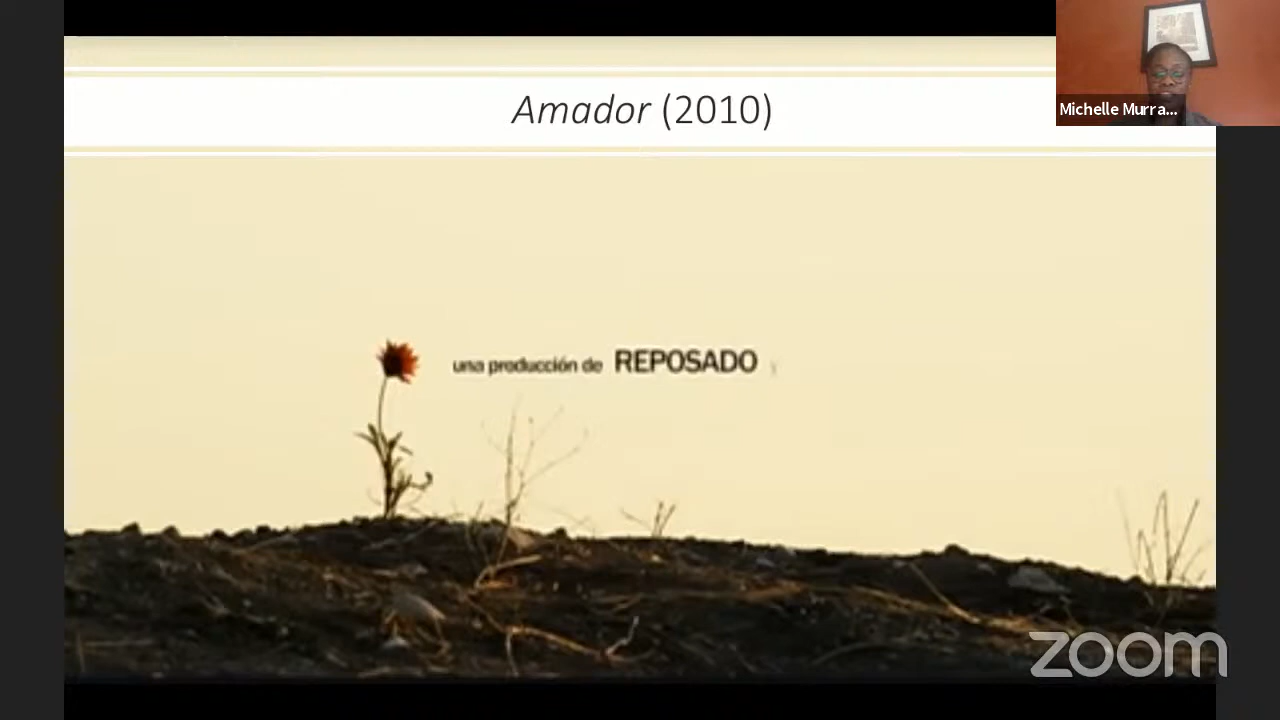 Amador (2010)
Michelle Murra...
una producción de REPOSADO y
zoom